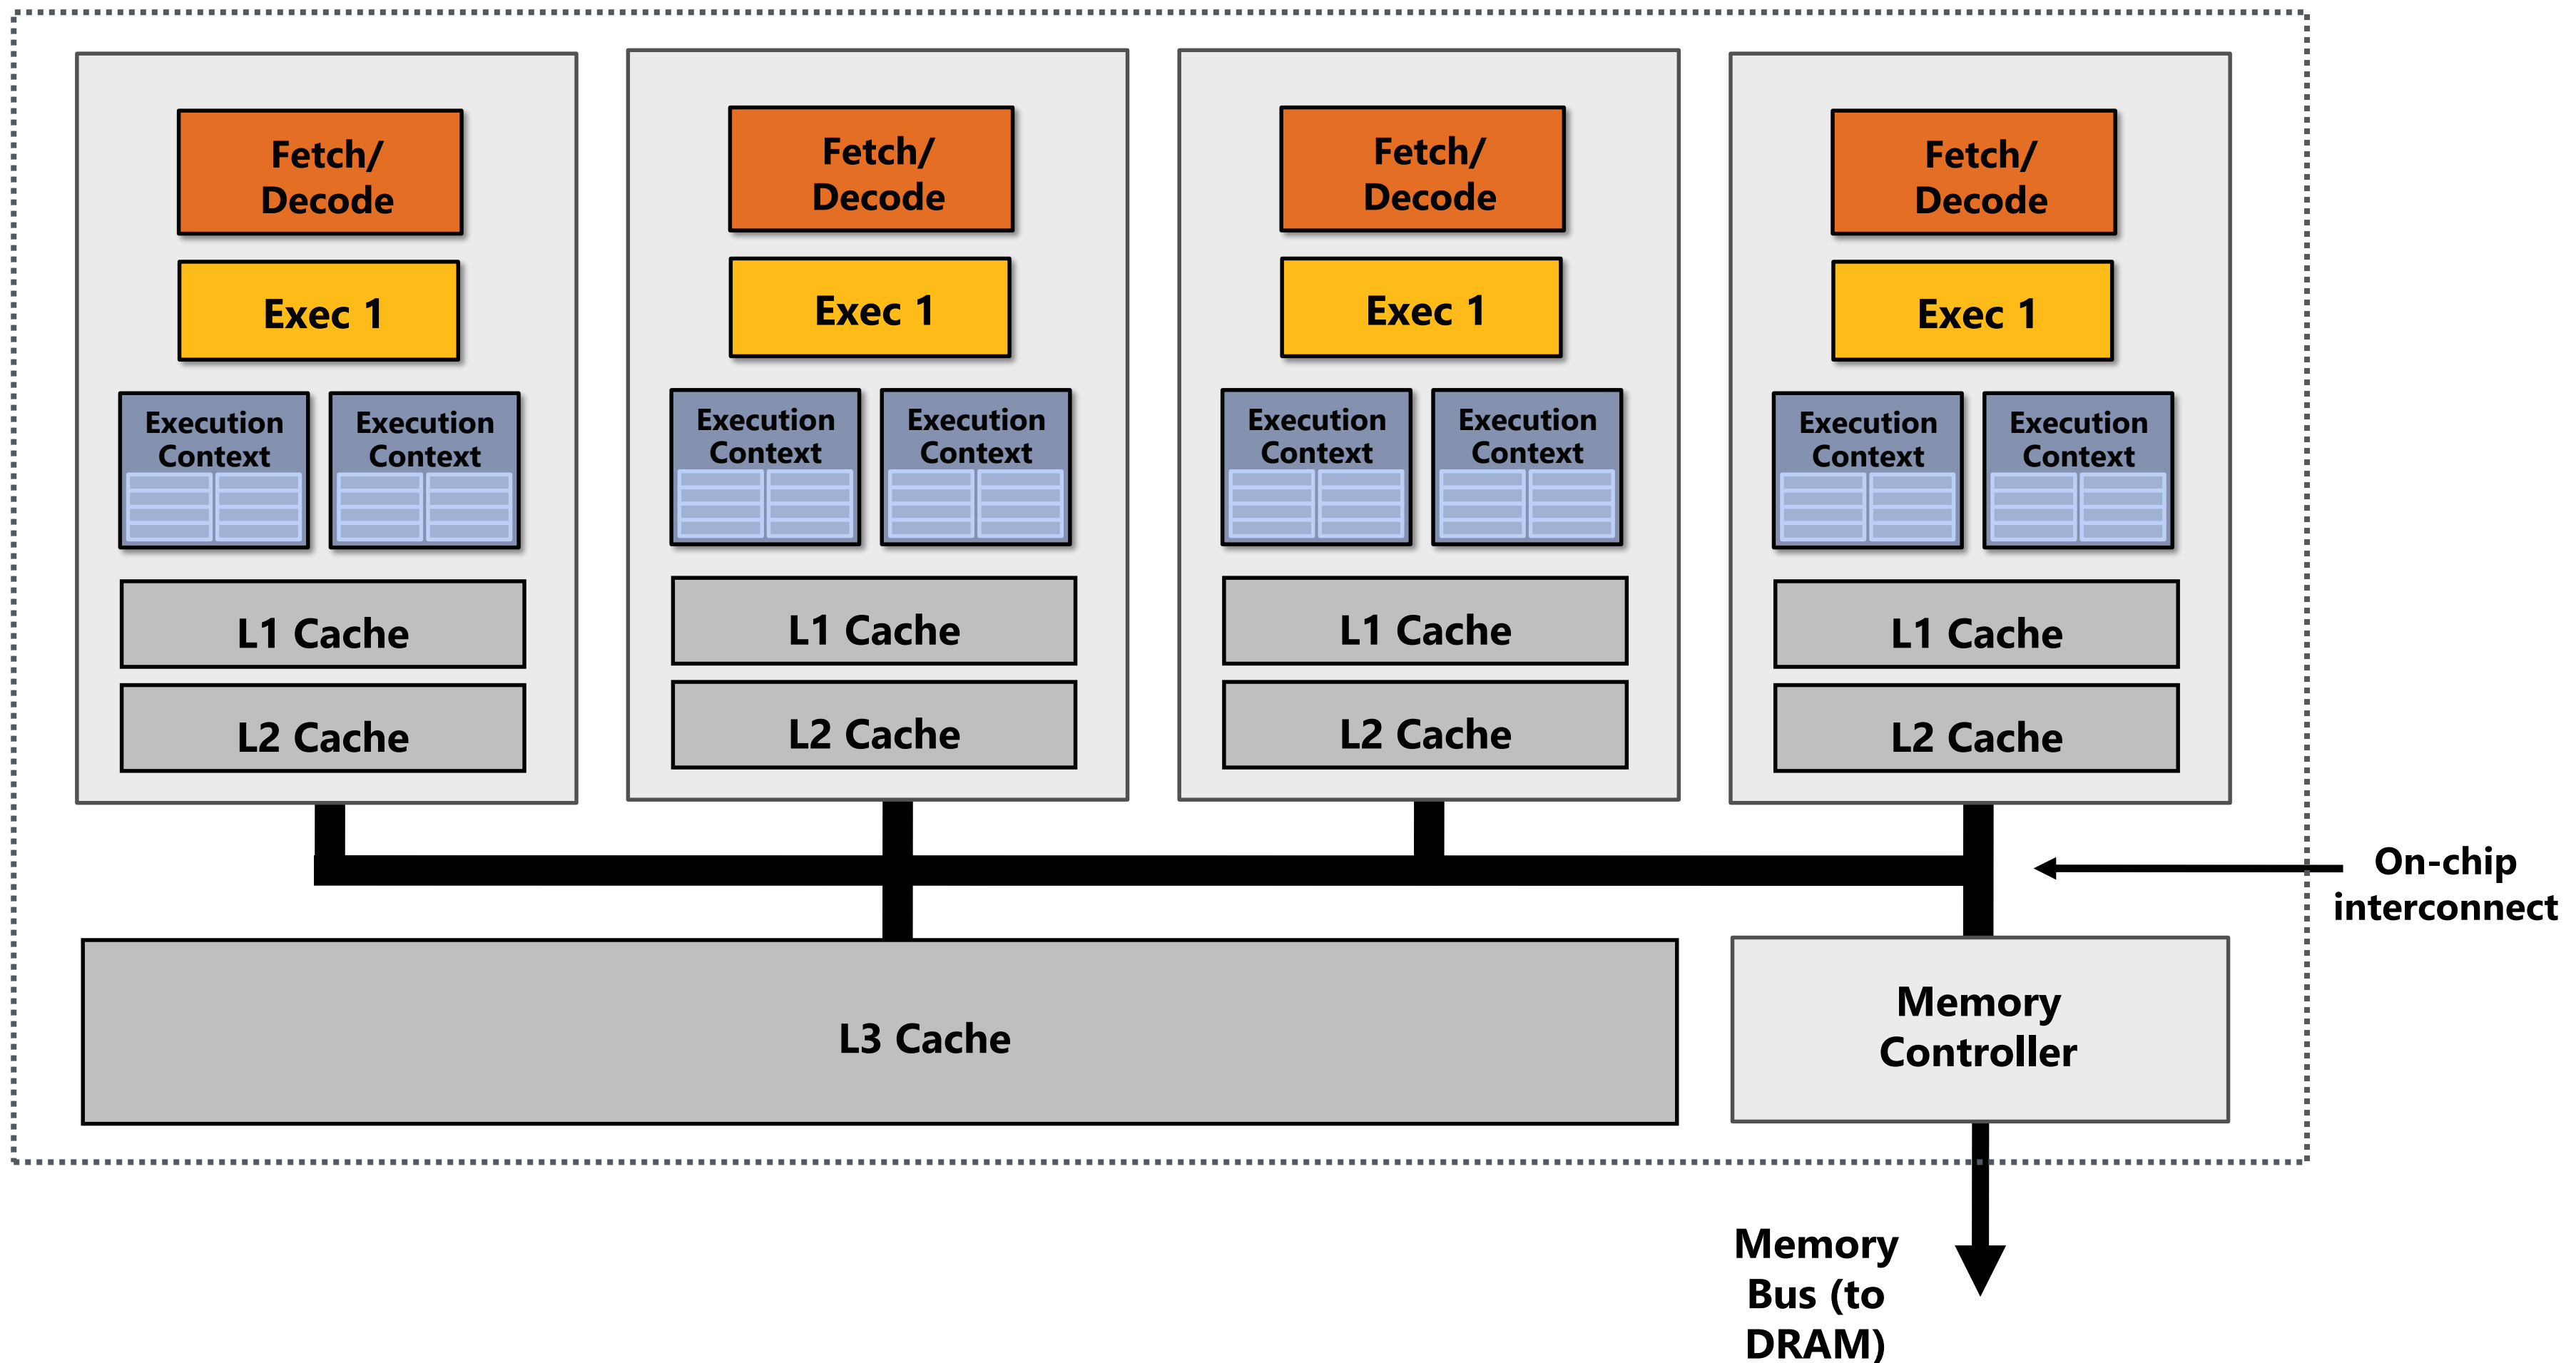 Fetch/
Decode
Exec 1
Execution
Context
Execution
Context
L1 Cache
L2 Cache
Fetch/
Decode
Exec 1
Execution
Context
Execution
Context
L1 Cache
L2 Cache
Fetch/
Decode
Exec 1
Execution
Context
Execution
Context
L1 Cache
L2 Cache
Fetch/
Decode
Exec 1
Execution
Context
Execution
Context
L1 Cache
L2 Cache
On-chip
interconnect
L3 Cache
Memory
Controller
Memory
Bus (to
DRAM)